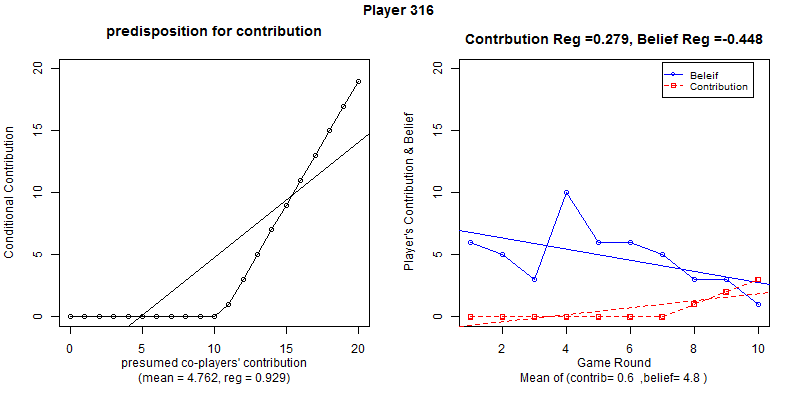 Player 316
predisposition for contribution
Conditional Contribution
0
5
10
15
20
0
5
10
15
20
presumed co-players' contribution
(mean = 4.762, reg = 0.929)
Contrbution Reg =0.279, Belief Reg =-0.448
Player's Contribution & Belief
0
5
10
15
20
Beleif
Contribution
2
4
6
8
10
Game Round
Mean of (contrib= 0.6 ,belief= 4.8 )